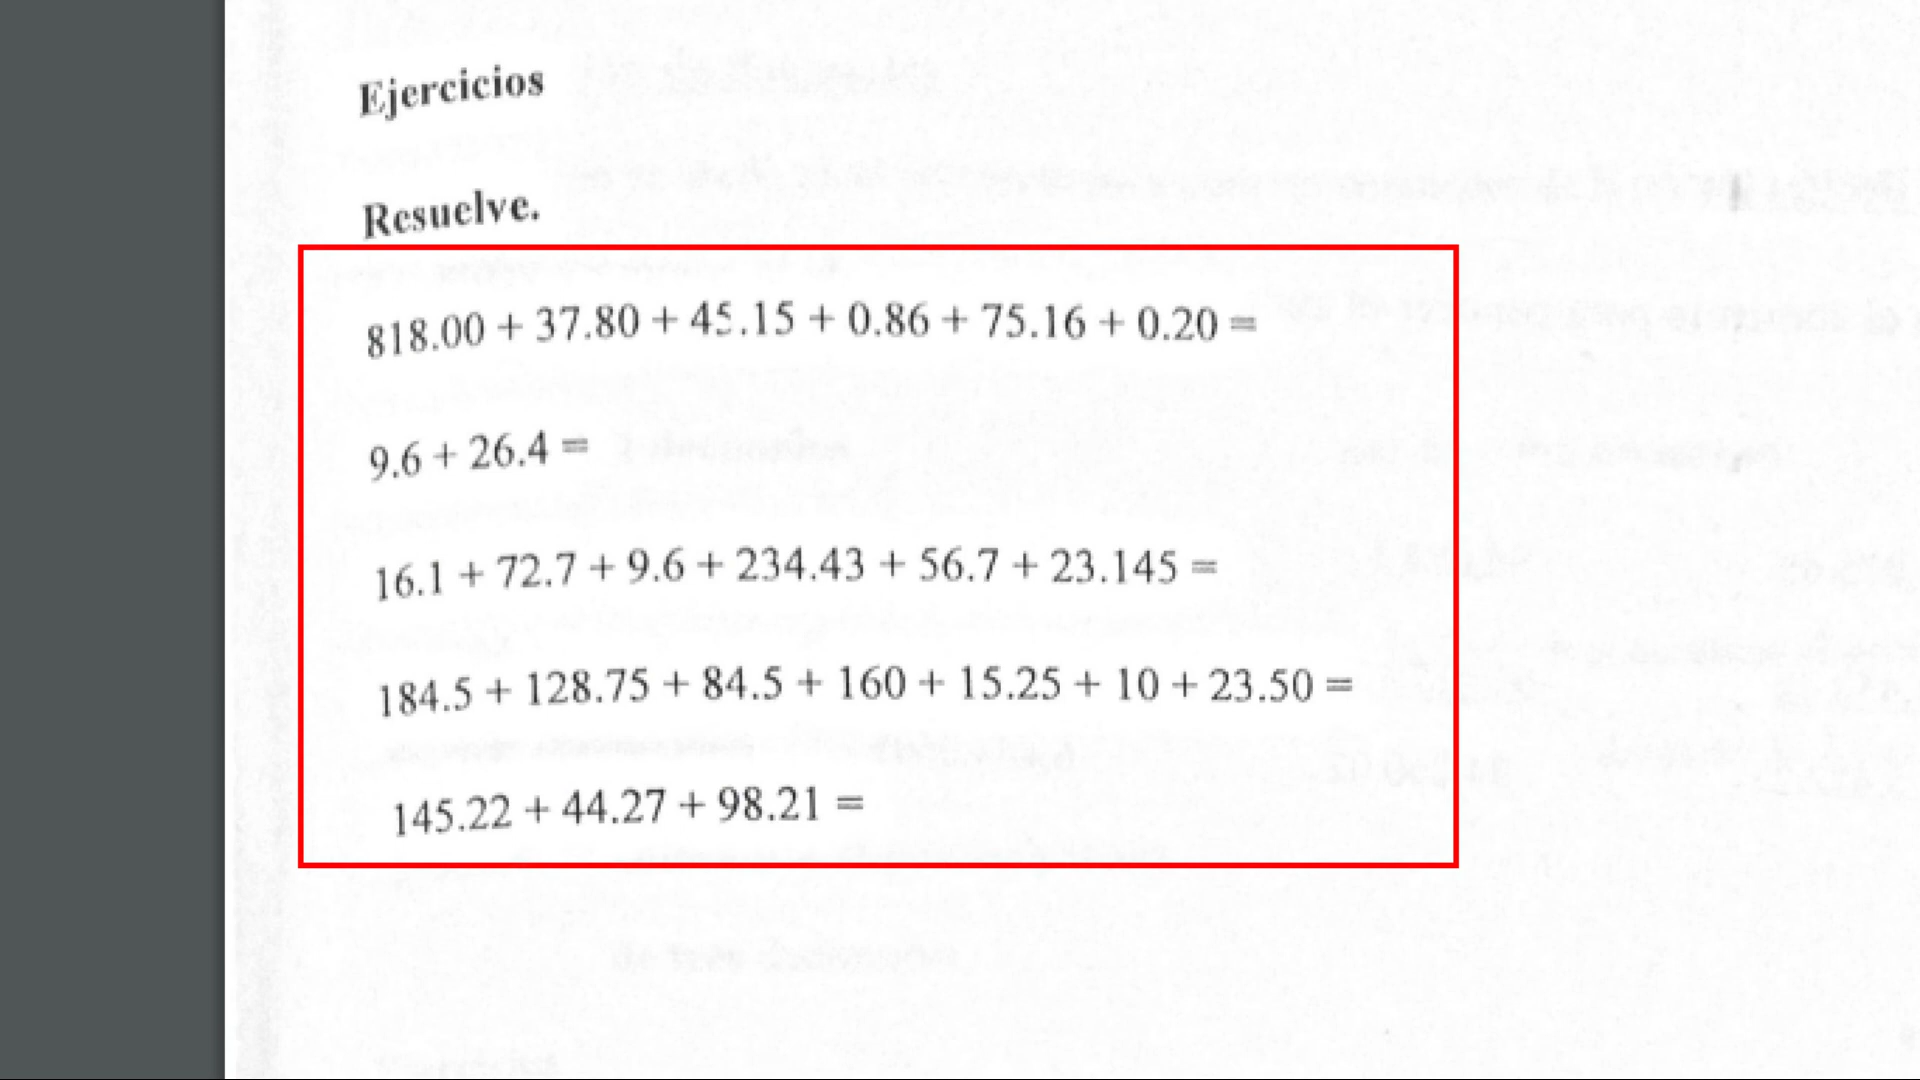 Ejercicios
Resuelve.
818.00 + 37.80 + 45.15 + 0.86 + 75.16 + 0.20 =
9.6 + 26.4 =
16.1 + 72.7 + 9.6 + 234.43 + 56.7 + 23.145 =
184.5 + 128.75 + 84.5 + 160 + 15.25 + 10 + 23.50 =
145.22 + 44.27 + 98.21 =